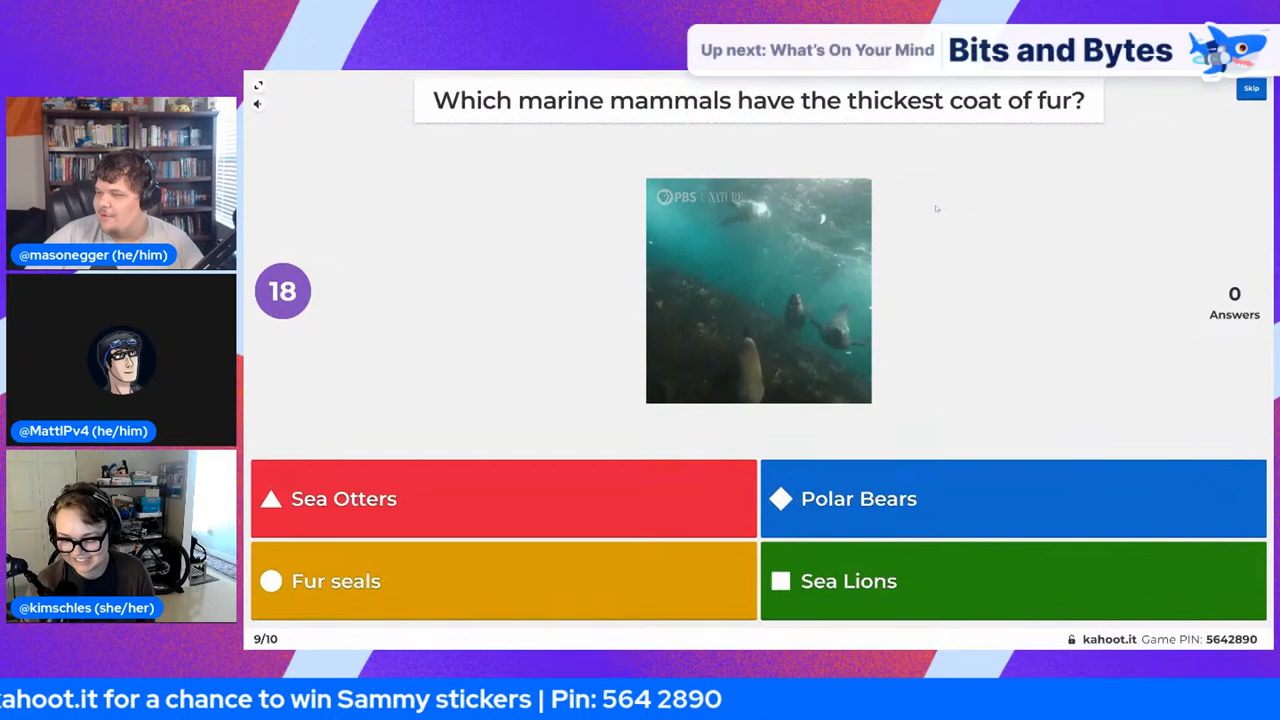 Up next: What's On Your Mind
Bits and Bytes
Which marine mammals have the thickest coat of fur?
Skip
PBS | NATURE
@masonegger (he/him)
18
0
Answers
@MattIPv4 (he/him)
Sea Otters
Polar Bears
Fur seals
Sea Lions
@kimschles (she/her)
9/10
kahoot.it Game PIN: 5642890
kahoot.it for a chance to win Sammy stickers | Pin: 564 2890